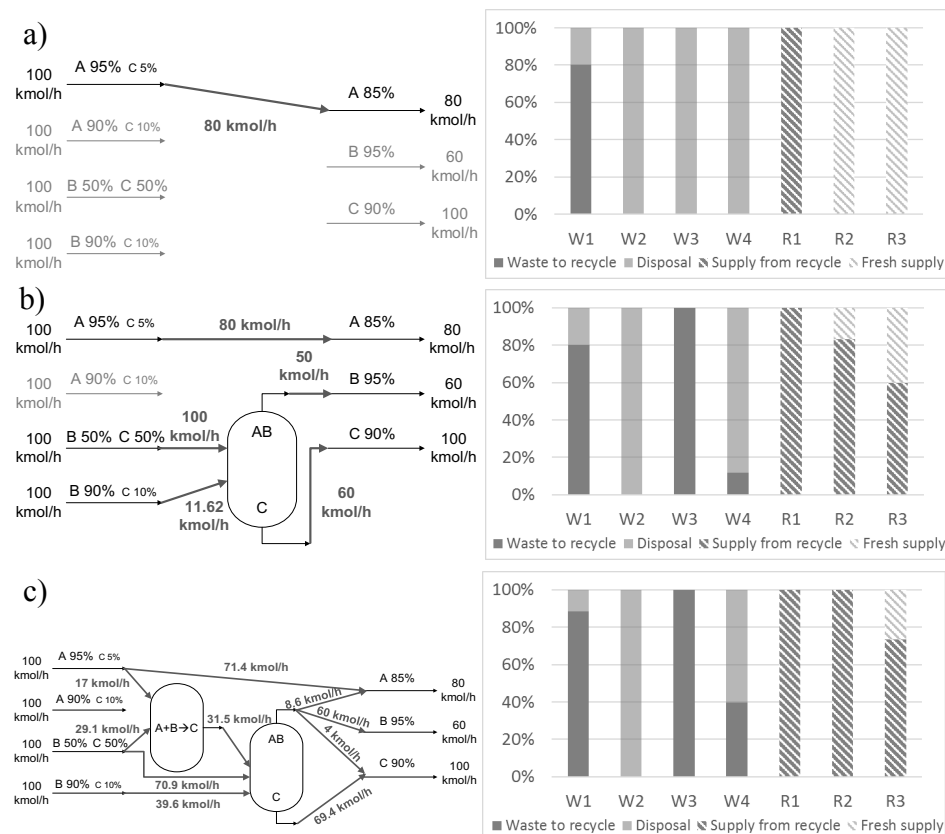 a)
100
kmol/h
A 95% C 5%
80 kmol/h
A 85%
80
kmol/h
100
kmol/h
A 90% C 10%
B 95%
60
kmol/h
100
kmol/h
B 50% C 50%
C 90%
100
kmol/h
100
kmol/h
B 90% C 10%
100%
80%
60%
40%
20%
0%
W1 W2 W3 W4 R1 R2 R3
Waste to recycle Disposal Supply from recycle Fresh supply
b)
100
kmol/h
A 95% C 5%
80 kmol/h
A 85%
80
kmol/h
100
kmol/h
A 90% C 10%
50
kmol/h
B 95%
60
kmol/h
100
kmol/h
B 50% C 50%
100
kmol/h
AB
C
C 90%
100
kmol/h
100
kmol/h
B 90% C 10%
11.62
kmol/h
60
kmol/h
100%
80%
60%
40%
20%
0%
W1 W2 W3 W4 R1 R2 R3
Waste to recycle Disposal Supply from recycle Fresh supply
c)
100
kmol/h
A 95% C 5%
17 kmol/h
71.4 kmol/h
A 85%
80
kmol/h
100
kmol/h
A 90% C 10%
29.1 kmol/h
A+B→C
31.5 kmol/h
8,6 kmol/h
60 kmol/h
4 kmol/h
B 95%
60
kmol/h
100
kmol/h
B 50% C 50%
70.9 kmol/h
AB
C
C 90%
100
kmol/h
100
kmol/h
B 90% C 10%
39.6 kmol/h
69.4 kmol/h
100%
80%
60%
40%
20%
0%
W1 W2 W3 W4 R1 R2 R3
Waste to recycle Disposal Supply from recycle Fresh supply